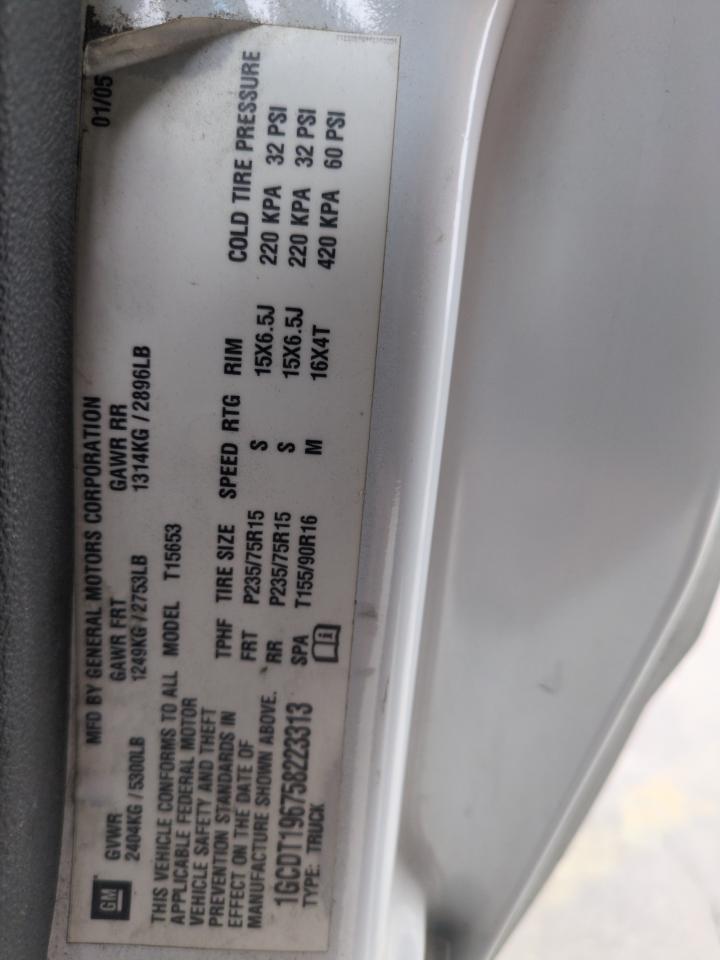 GM
MFD BY GENERAL MOTORS CORPORATION 01/05
GVWR GAWR FRT GAWR RR
2404KG / 5300LB 1249KG / 2753LB 1314KG / 2896LB
THIS VEHICLE CONFORMS TO ALL MODEL T15653
APPLICABLE FEDERAL MOTOR
VEHICLE SAFETY AND THEFT
PREVENTION STANDARDS IN
EFFECT ON THE DATE OF
MANUFACTURE SHOWN ABOVE.
1GCDT196758223313
TYPE: TRUCK
TPHF TIRE SIZE SPEED RTG RIM COLD TIRE PRESSURE
FRT P235/75R15 S 15X6.5J 220 KPA 32 PSI
RR P235/75R15 S 15X6.5J 220 KPA 32 PSI
SPA T155/90R16 M 16X4T 420 KPA 60 PSI